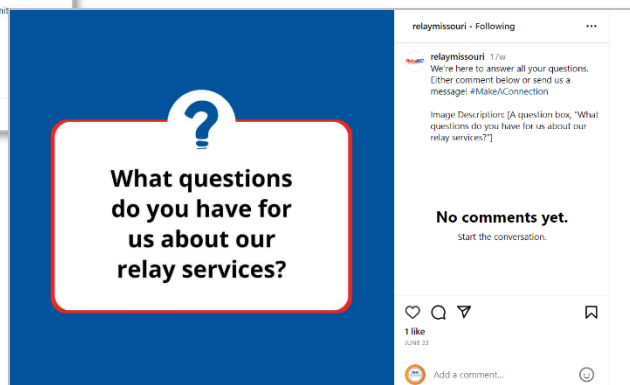 relaymissouri • Following
relaymissouri 17w
We're here to answer all your questions.
Either comment below or send us a
message! #MakeAConnection
Image Description: [A question box, "What
questions do you have for us about our
relay services?"]
?
What questions
do you have for
us about our
relay services?
No comments yet.
Start the conversation.
1 like
JUNE 23
Add a comment...